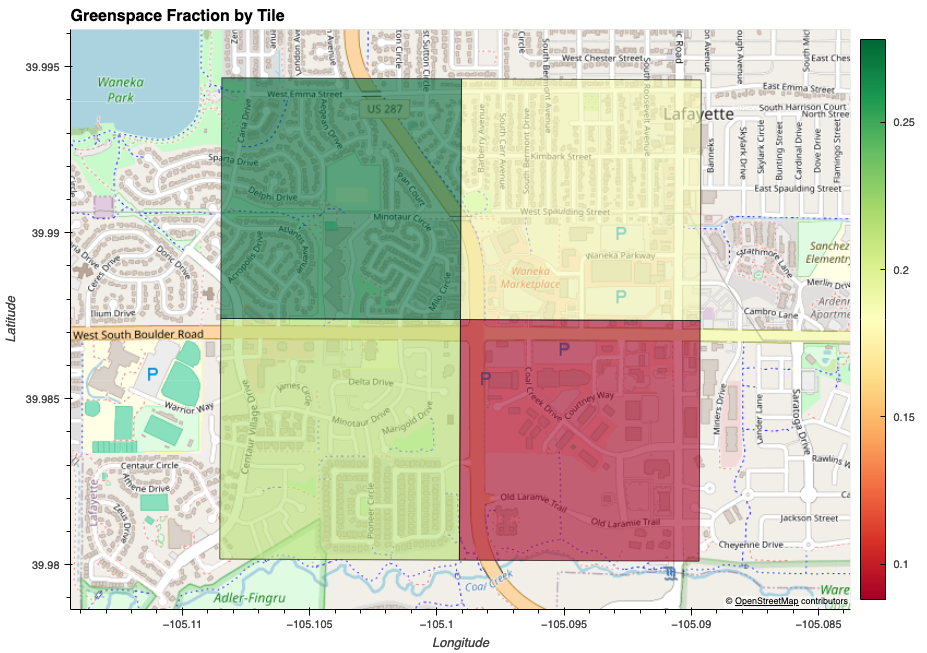 Greenspace Fraction by Tile
39.995
39.99
39.985
39.98
Latitude
−105.11
−105.105
−105.1
−105.095
−105.09
−105.085
Longitude
0.25
0.2
0.15
0.1
Waneka
Park
West Emma Street
US 287
Caria Drive
Aegean Drive
Sparta Drive
Delphi Drive
Pan Court
Minotaur Circle
Atlantis Avenue
Acropolis Drive
Milo Circle
Doric Drive
Ceres Drive
Ilium Drive
West South Boulder Road
West Chester Street
South Roosevelt Avenue
Lafayette
Barberry Avenue
South Carr Avenue
South Bermont Drive
Kimbark Street
West Spaulding Street
P
Waneka Parkway
Waneka
Marketplace
P
East Emma Street
South Harrison Court
North Street
Skylark Drive
Skylark Circle
Bunting Street
Cardinal Drive
Dove Drive
Flamingo Street
East Spaulding Street
Strathmore Lane
Sanchez
Elementary
Merlin
Cambro Lane
P
Warrior Way
Centaur Circle
Athene Drive
Zeus Drive
Lafayette
Centaur Village Drive
James Circle
Delta Drive
Minotaur Drive
Marigold Drive
Pioneer Circle
P
P
Coal Creek Drive
Courtney Way
Old Laramie Trail
Old Laramie Trail
Miners Drive
Lander Lane
Saratoga Drive
Rawlins
Jackson Street
Cheyenne Drive
Adler-Fingru
Coal Creek
© OpenStreetMap contributors